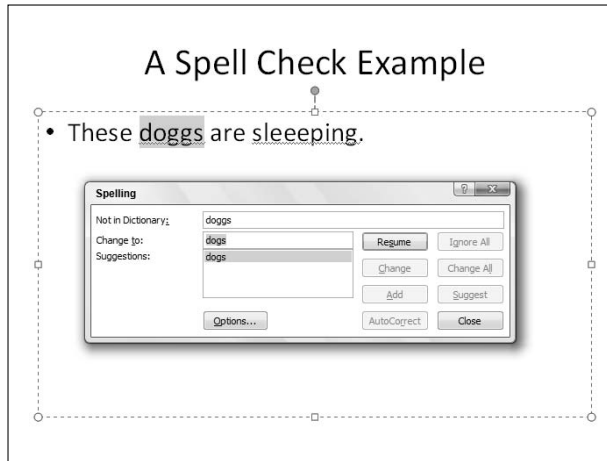 A Spell Check Example
• These doggs are sleeeping.
Spelling
Not in Dictionary: doggs
Change to: dogs Resume Ignore All
Suggestions: dogs
Change Change All
Add Suggest
Options... AutoCorrect Close